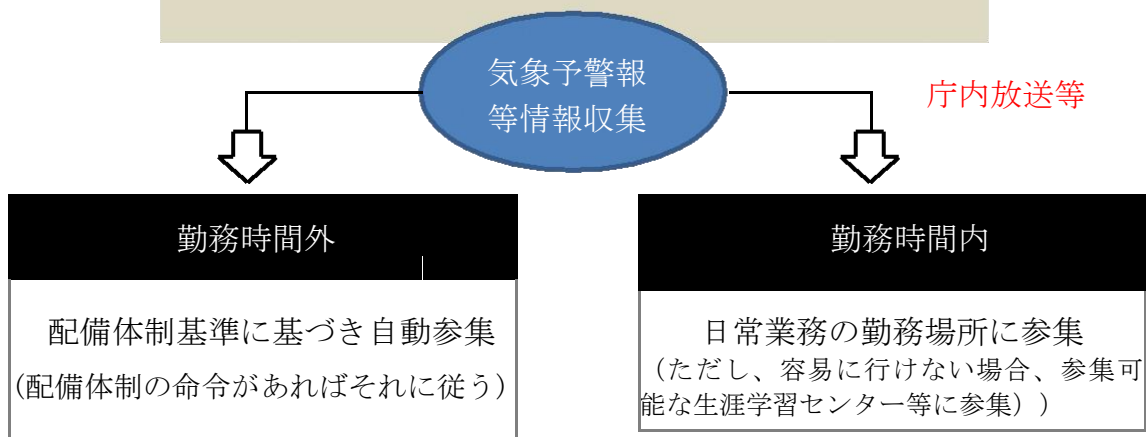 気象予警報
等情報収集
庁内放送等
勤務時間外
配備体制基準に基づき自動参集
(配備体制の命令があればそれに従う)
勤務時間内
日常業務の勤務場所に参集
（ただし、容易に行けない場合、参集可
能な生涯学習センター等に参集））